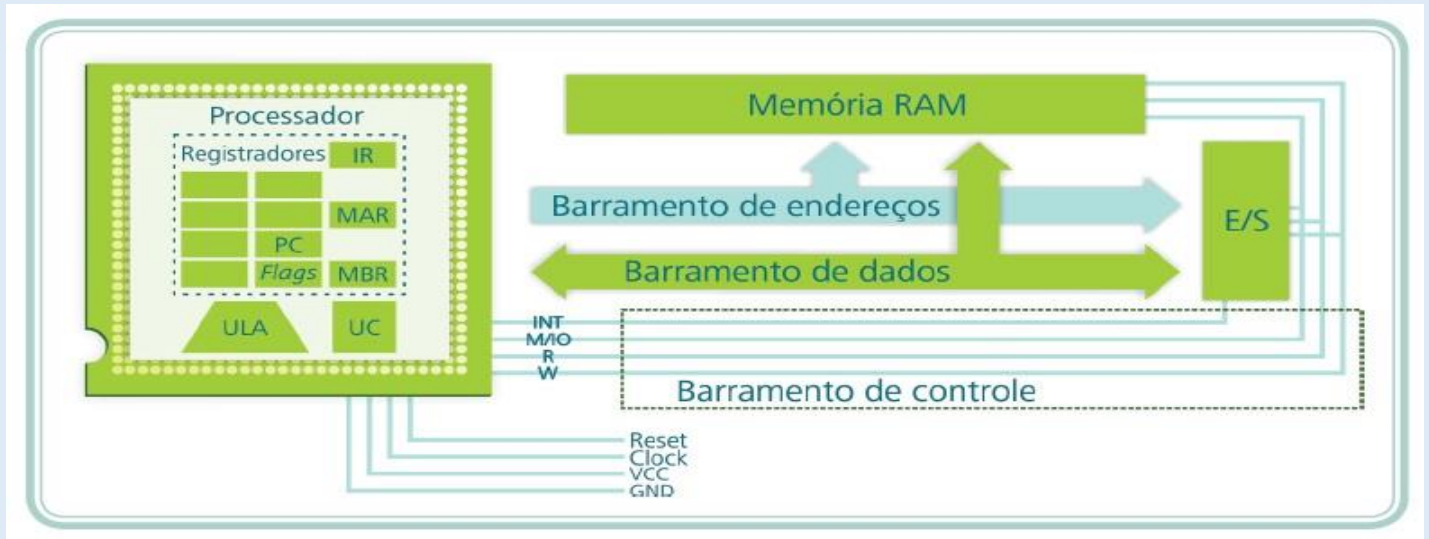 Processador
Registradores IR
MAR
PC
Flags MBR
ULA UC
Memória RAM
Barramento de endereços
E/S
Barramento de dados
INT
M/IO
R
W
Barramento de controle
Reset
Clock
VCC
GND